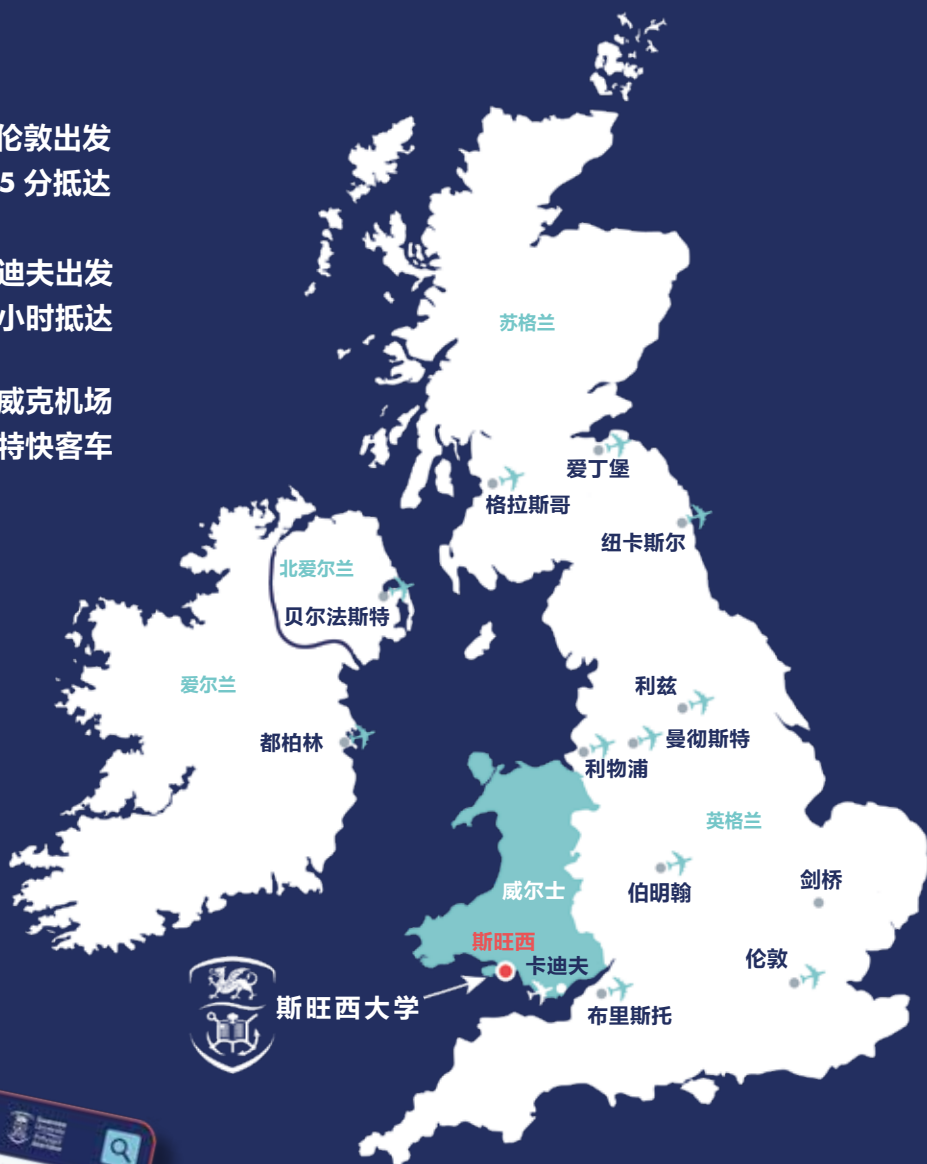 伦敦出发
5 分抵达
迪夫出发
小时抵达
威克机场
特快客车
苏格兰
爱丁堡
格拉斯哥
纽卡斯尔
北爱尔兰
贝尔法斯特
爱尔兰
利兹
都柏林
曼彻斯特
利物浦
英格兰
剑桥
威尔士
伯明翰
斯旺西
卡迪夫
伦敦
斯旺西大学
布里斯托